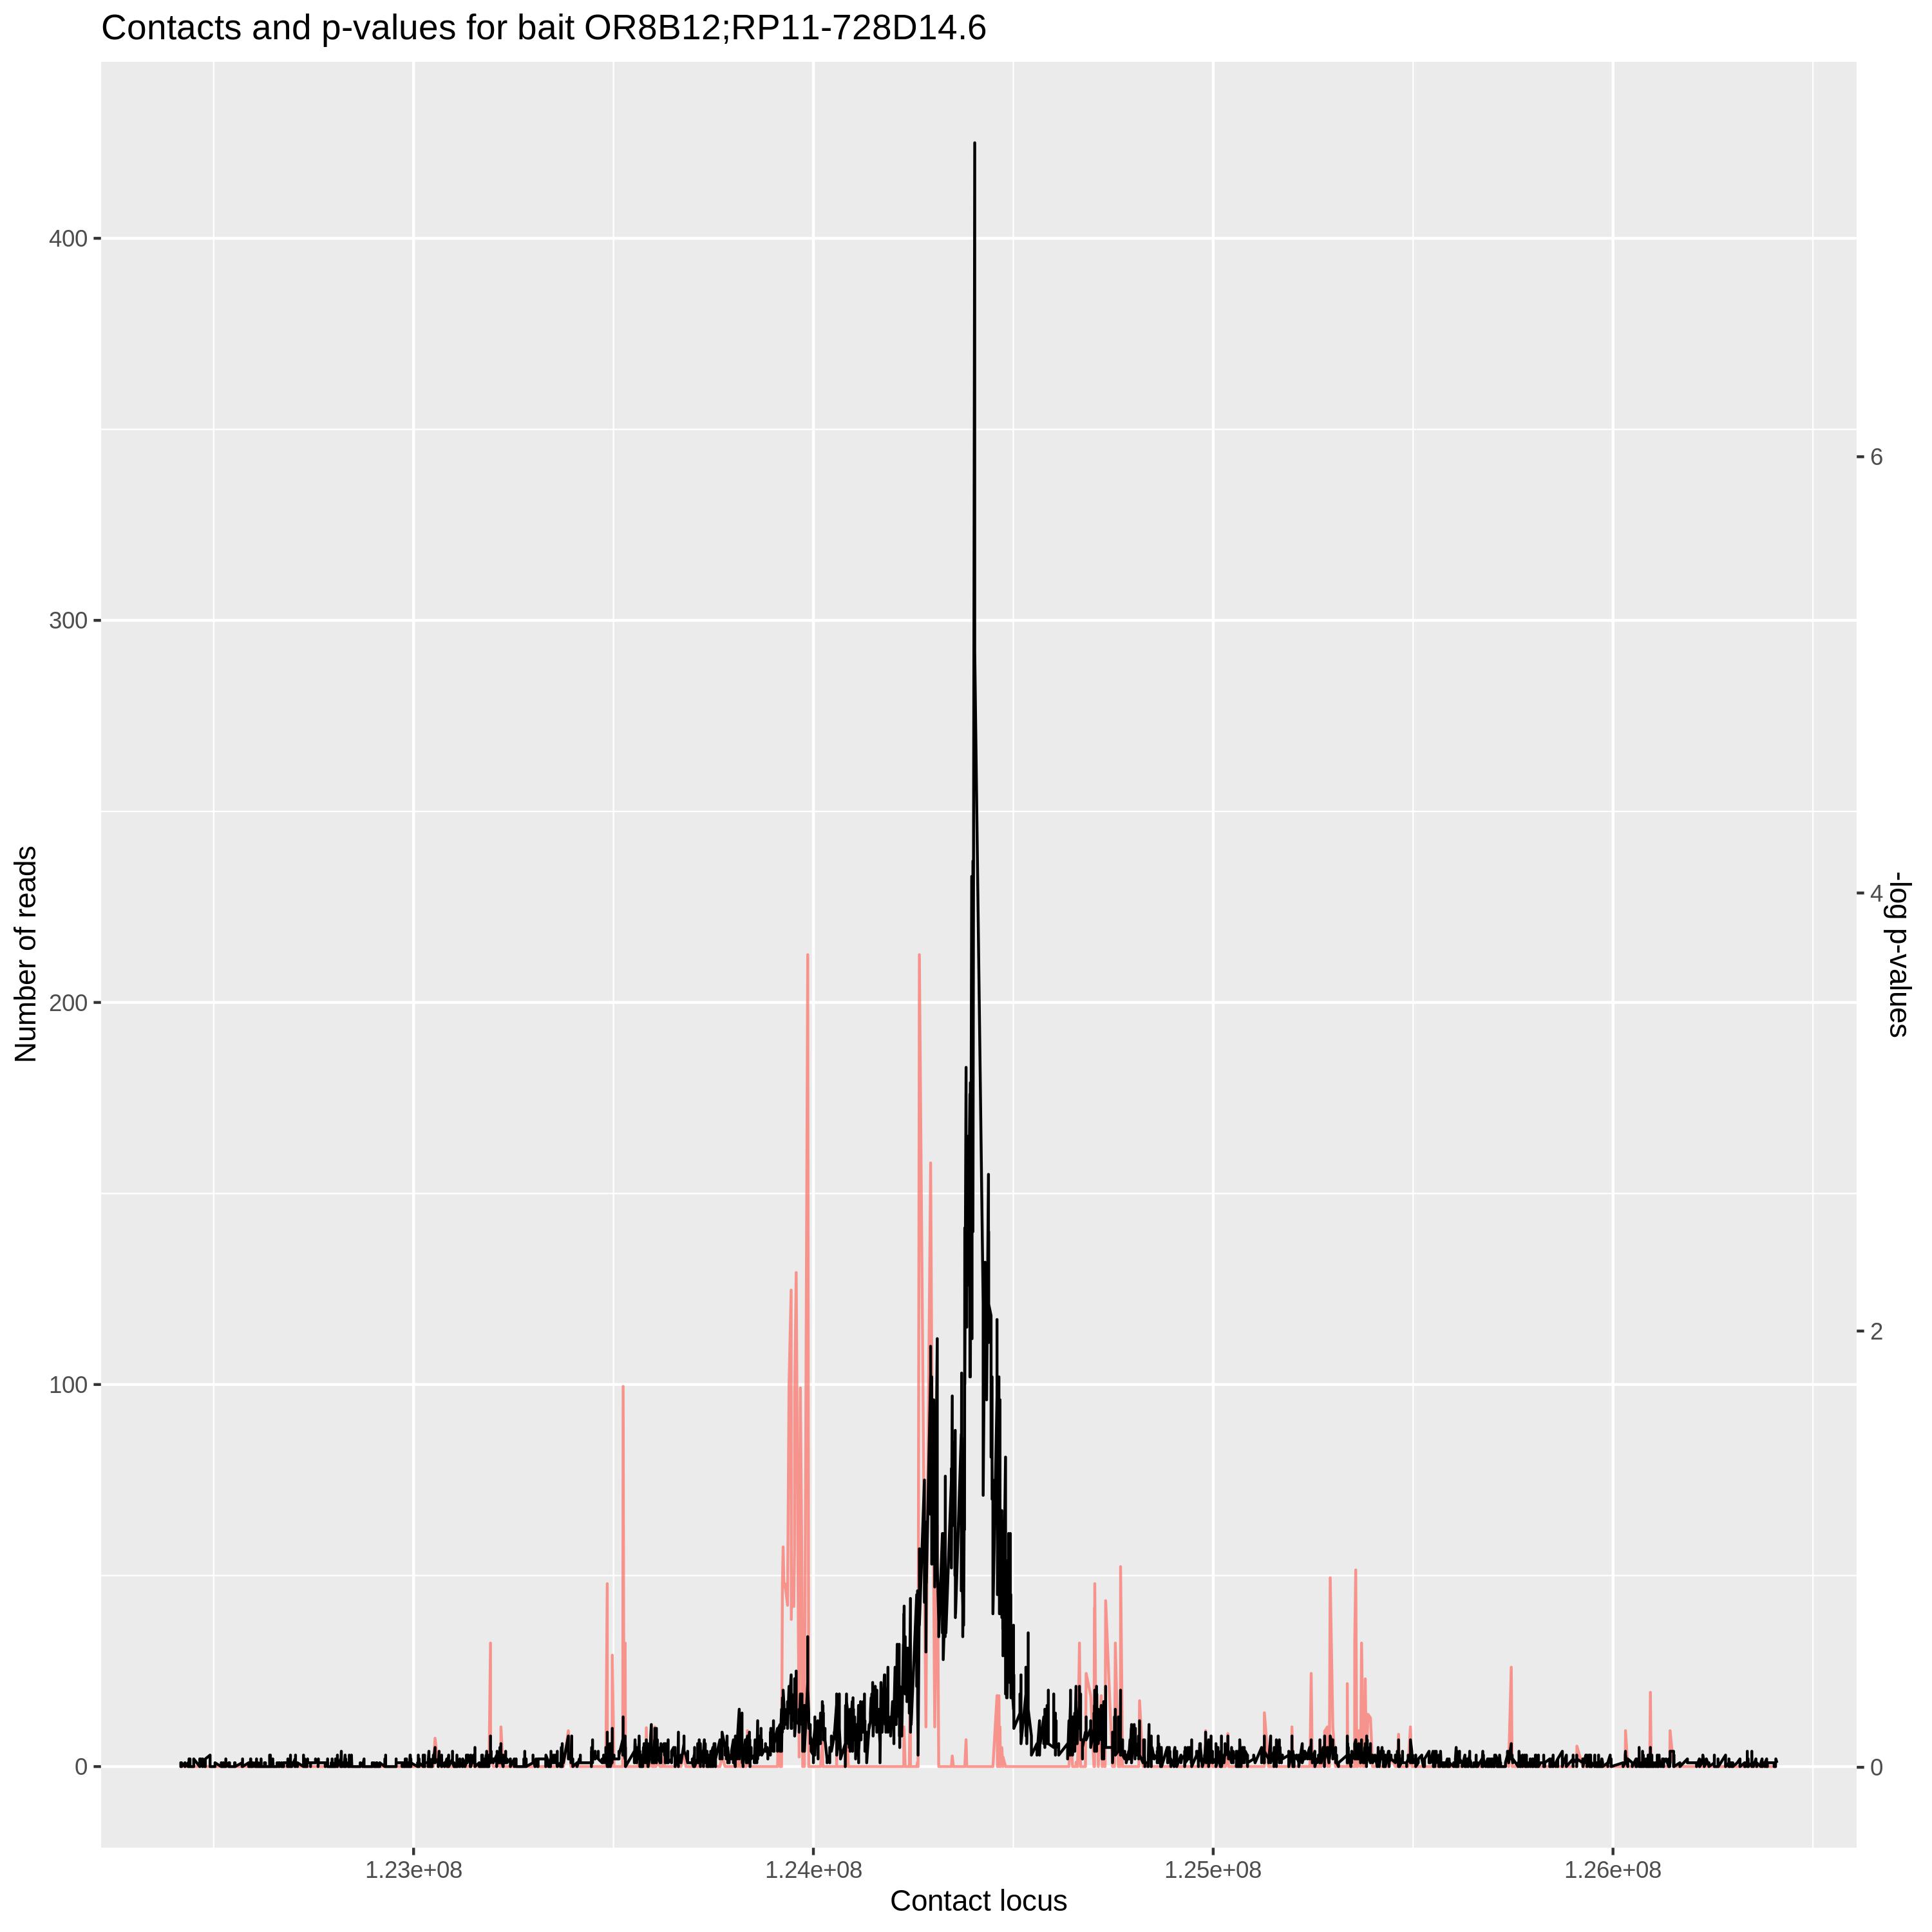 Contacts and p-values for bait OR8B12;RP11-728D14.6
400
300
200
100
0
Number of reads
6
4
2
0
-log p-values
1.23e+08
1.24e+08
1.25e+08
1.26e+08
Contact locus